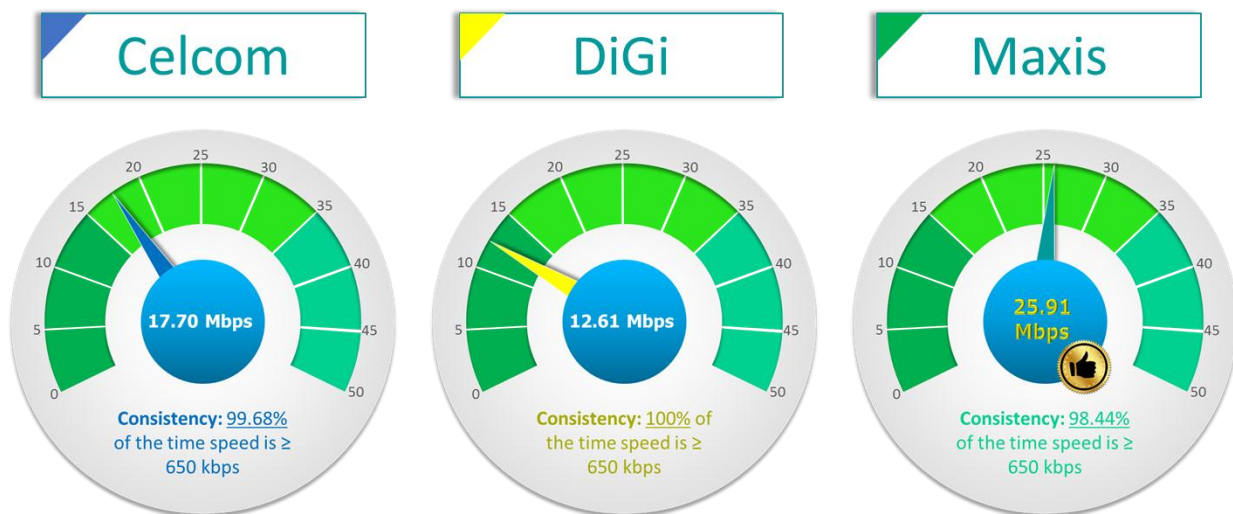 Celcom
DiGi
Maxis
0
5
10
15
20
25
30
35
40
45
50
17.70 Mbps
Consistency: 99.68%
of the time speed is ≥
650 kbps
0
5
10
15
20
25
30
35
40
45
50
12.61 Mbps
Consistency: 100% of
the time speed is ≥
650 kbps
0
5
10
15
20
25
30
35
40
45
50
25.91
Mbps
Consistency: 98.44%
of the time speed is ≥
650 kbps